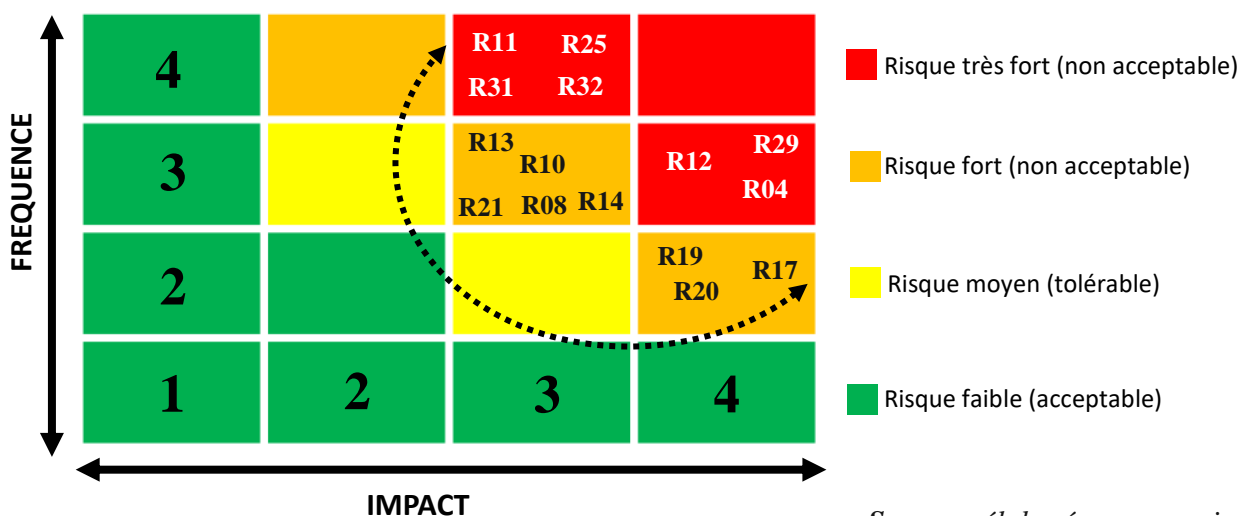 FREQUENCE
4
R11 R25
R31 R32
3
R13
R10
R21 R08 R14
R12 R29
R04
2
R19 R17
R20
1 2 3 4
IMPACT
Risque très fort (non acceptable)
Risque fort (non acceptable)
Risque moyen (tolérable)
Risque faible (acceptable)